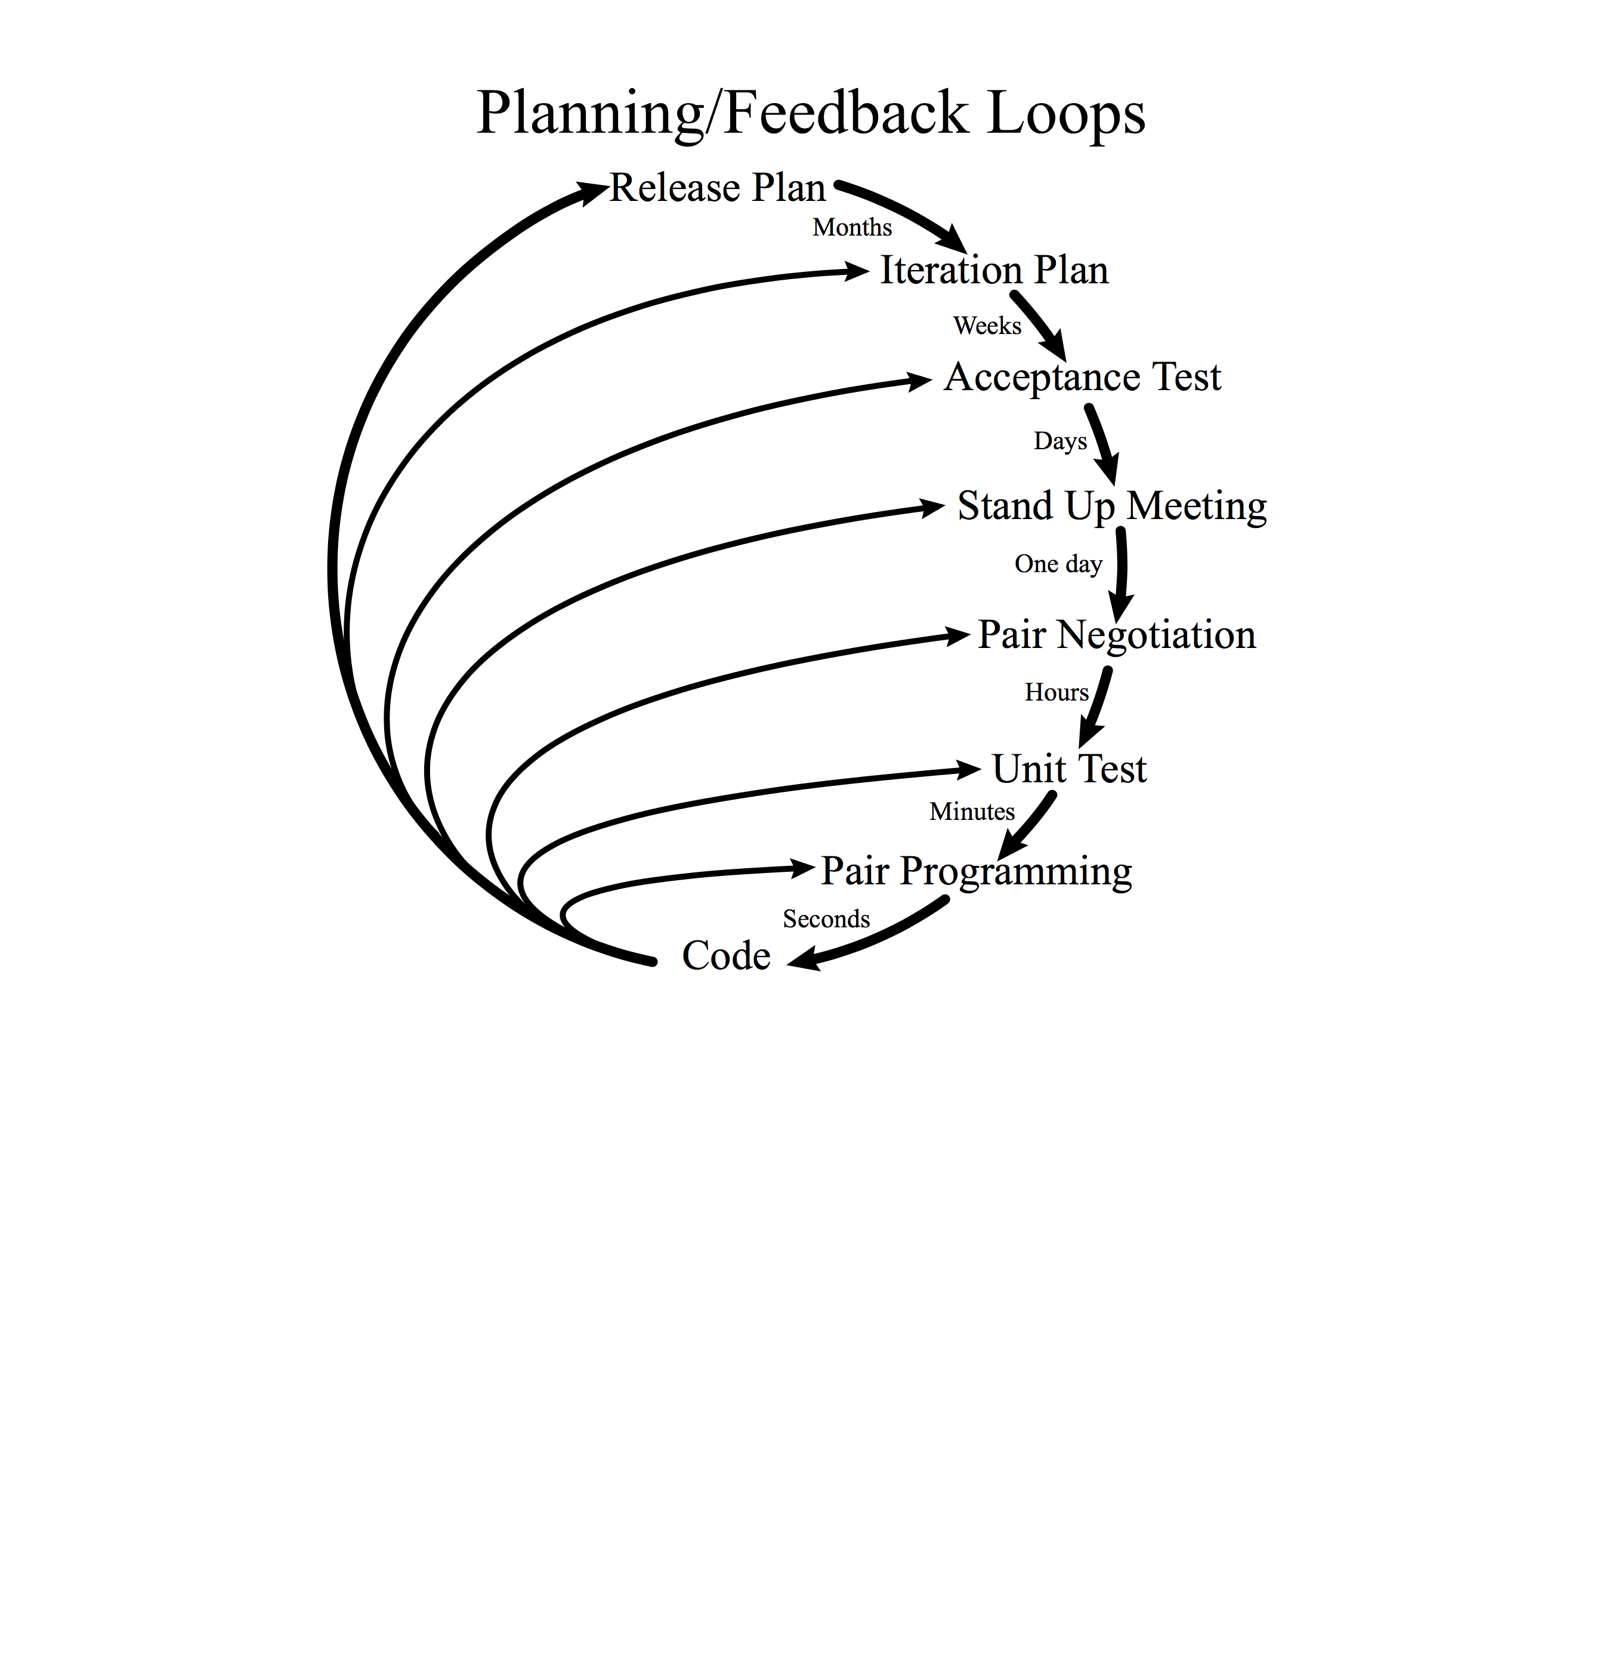 Planning/Feedback Loops
Release Plan
Months
Iteration Plan
Weeks
Acceptance Test
Days
Stand Up Meeting
One day
Pair Negotiation
Hours
Unit Test
Minutes
Pair Programming
Seconds
Code